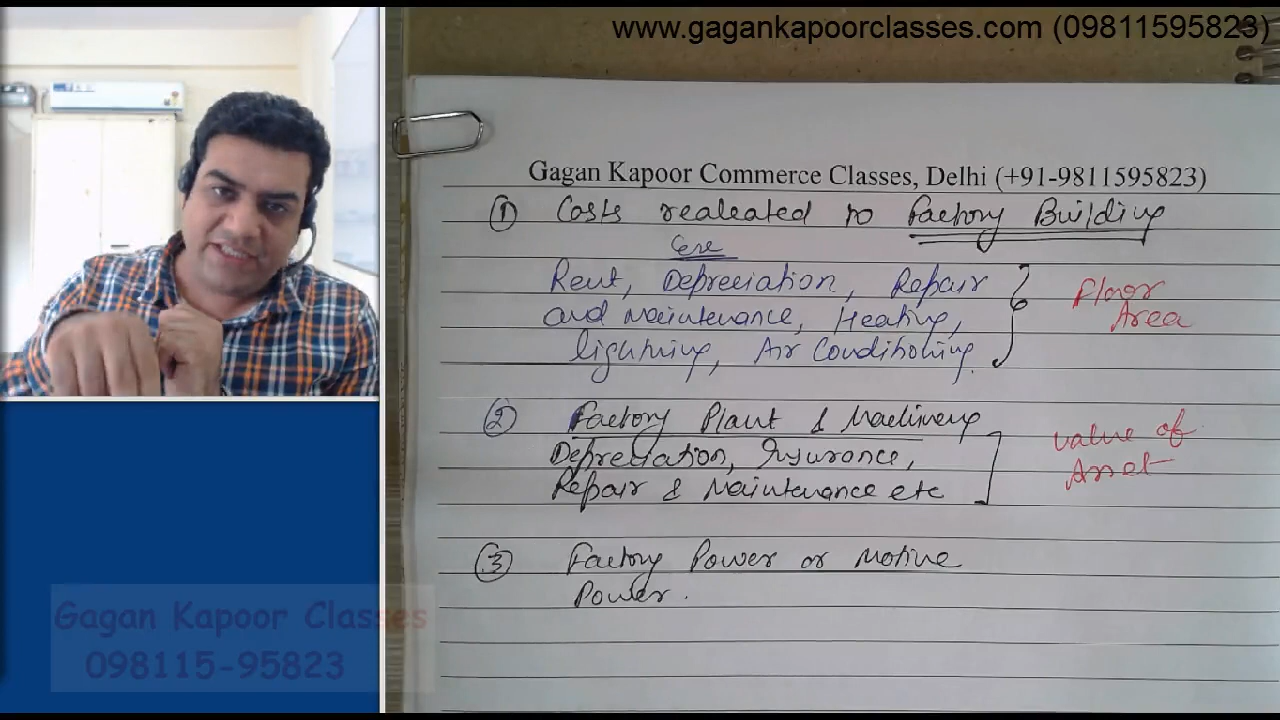 www.gagankapoorclasses.com (09811595823)
Gagan Kapoor Commerce Classes, Delhi (+91-9811595823)
① Costs realeated to Factory Building
Rent, Depreciation, Repair
and Maintenance, Heating,
lightning, Air Conditioning.
Floor
Area
② Factory Plant & Machinery
Depreciation, Insurance,
Repair & Maintenance etc
value of
Asset
③ Factory Power or Motive
Power.
Gagan Kapoor Classes
098115-95823